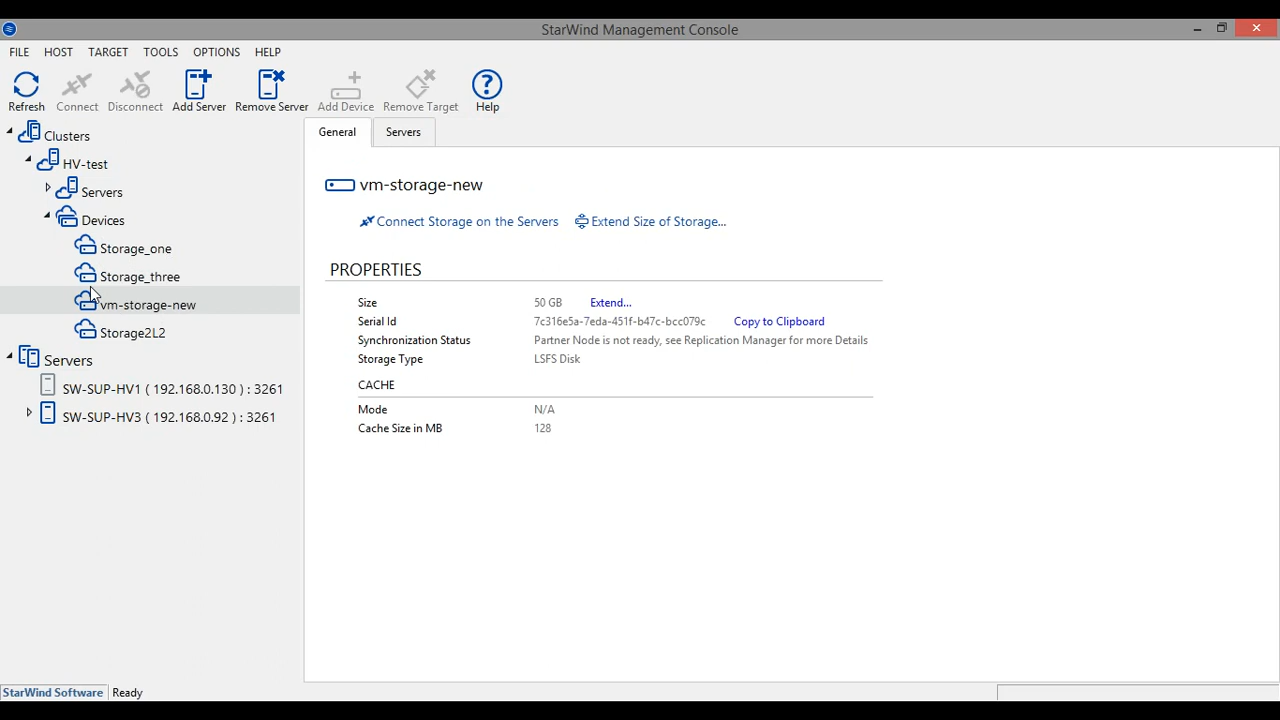 StarWind Management Console
FILE HOST TARGET TOOLS OPTIONS HELP
Refresh Connect Disconnect Add Server Remove Server Add Device Remove Target Help
Clusters
HV-test
Servers
Devices
Storage_one
Storage_three
vm-storage-new
Storage2L2
Servers
SW-SUP-HV1 ( 192.168.0.130 ) : 3261
SW-SUP-HV3 ( 192.168.0.92 ) : 3261
General Servers
vm-storage-new
Connect Storage on the Servers Extend Size of Storage...
PROPERTIES
Size 50 GB Extend...
Serial Id 7c316e5a-7eda-451f-b47c-bcc079c Copy to Clipboard
Synchronization Status Partner Node is not ready, see Replication Manager for more Details
Storage Type LSFS Disk
CACHE
Mode N/A
Cache Size in MB 128
StarWind Software Ready